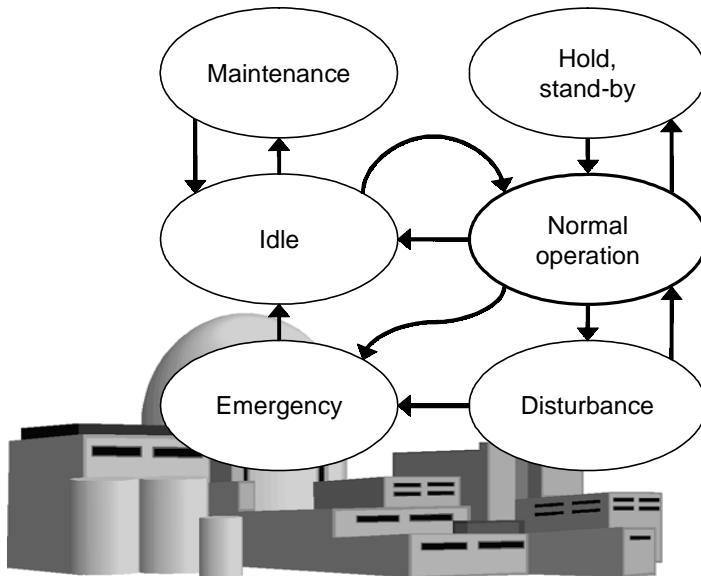 Maintenance
Hold,
stand-by
Idle
Normal
operation
Emergency
Disturbance